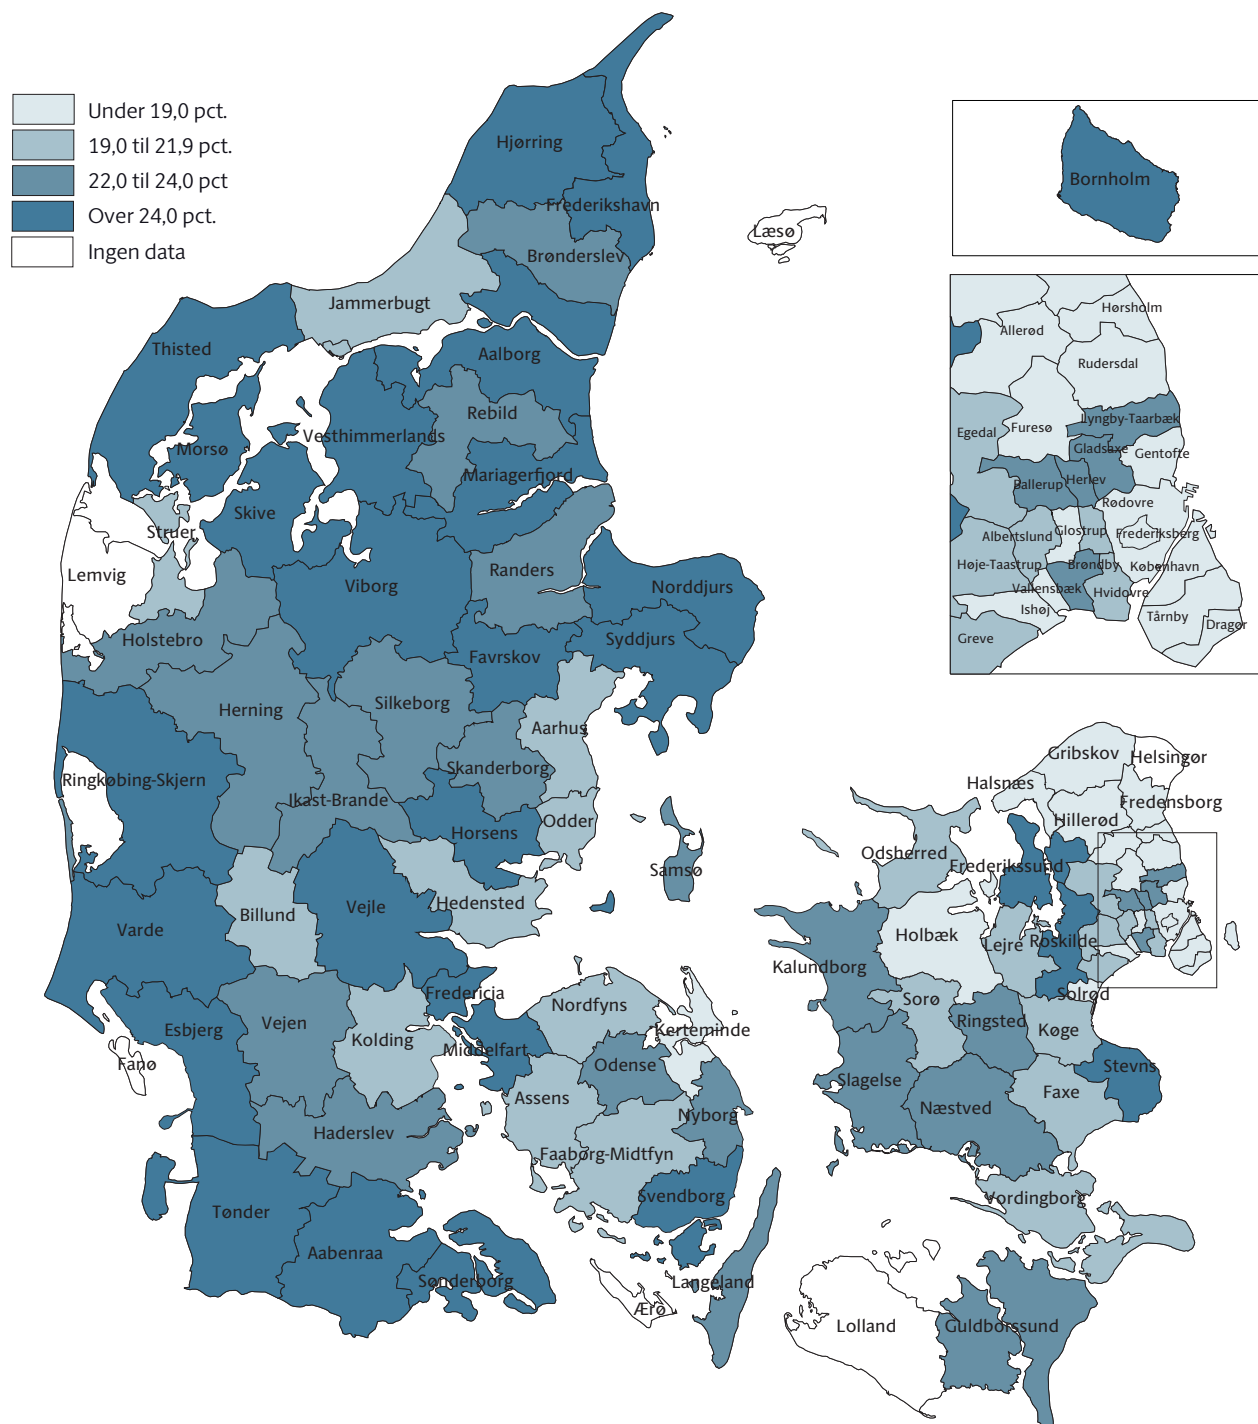 Under 19,0 pct.
19,0 til 21,9 pct.
22,0 til 24,0 pct
Over 24,0 pct.
Ingen data
Hjørring
Frederikshavn
Læsø
Brønderslev
Jammerbugt
Thisted
Aalborg
Rebild
Vesthimmerlands
Morsø
Mariagerfjord
Skive
Struer
Lemvig
Viborg
Randers
Norddjurs
Syddjurs
Holstebro
Favrskov
Herning
Silkeborg
Aarhus
Skanderborg
Ringkøbing-Skjern
Ikast-Brande
Horsens
Odder
Samsø
Hedensted
Billund
Vejle
Varde
Fredericia
Esbjerg
Vejen
Kolding
Middelfart
Fanø
Haderslev
Tønder
Aabenraa
Sønderborg
Nordfyns
Kerteminde
Odense
Assens
Nyborg
Faaborg-Midtfyn
Svendborg
Langeland
Ærø
Bornholm
Hørsholm
Allerød
Rudersdal
Lyngby-Taarbæk
Egedal
Furesø
Gladsaxe
Gentofte
Ballerup
Herlev
Rødovre
Albertslund
Glostrup
Frederiksberg
Høje-Taastrup
Brøndby
København
Vallensbæk
Hvidovre
Ishøj
Tårnby
Dragør
Greve
Gribskov
Helsingør
Halsnæs
Fredensborg
Hillerød
Odsherred
Frederikssund
Holbæk
Lejre
Roskilde
Kalundborg
Solrød
Sorø
Ringsted
Køge
Stevns
Slagelse
Næstved
Faxe
Vordingborg
Lolland
Guldborssund